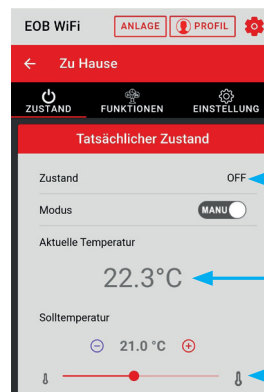 EOB WiFi ANLAGE PROFIL
← Zu Hause
ZUSTAND FUNKTIONEN EINSTELLUNG
Tatsächlicher Zustand
Zustand OFF
Modus MANU
Aktuelle Temperatur
22.3°C
Solltemperatur
21.0 °C